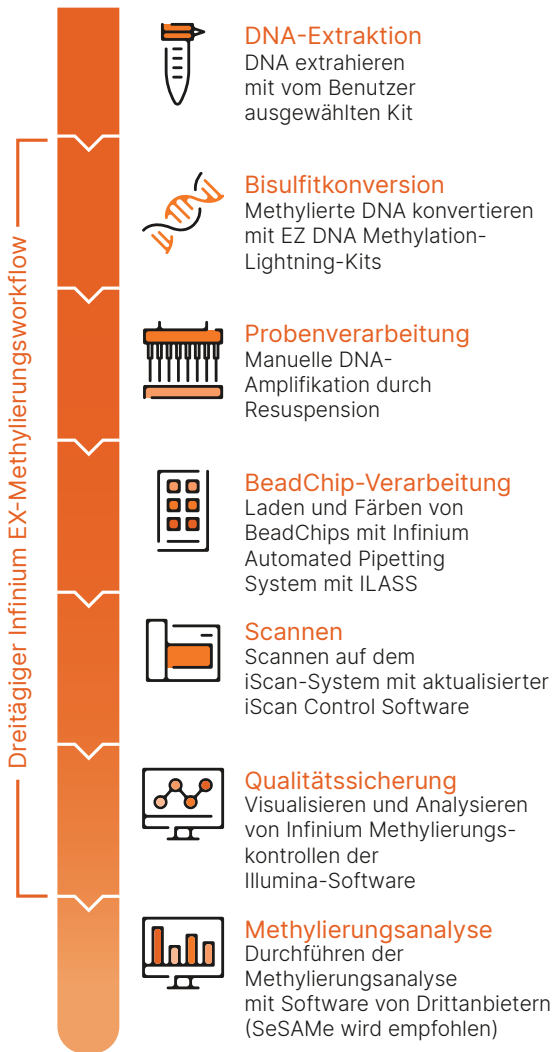 Dreitägiger Infinium EX-Methylierungsworkflow
DNA-Extraktion
DNA extrahieren
mit vom Benutzer
ausgewählten Kit
Bisulfitkonversion
Methylierte DNA konvertieren
mit EZ DNA Methylation-
Lightning-Kits
Probenverarbeitung
Manuelle DNA-
Amplifikation durch
Resuspension
BeadChip-Verarbeitung
Laden und Färben von
BeadChips mit Infinium
Automated Pipetting
System mit ILASS
Scannen
Scannen auf dem
iScan-System mit aktualisierter
iScan Control Software
Qualitätssicherung
Visualisieren und Analysieren
von Infinium Methylierungs-
kontrollen der
Illumina-Software
Methylierungsanalyse
Durchführen der
Methylierungsanalyse
mit Software von Drittanbietern
(SeSAMe wird empfohlen)